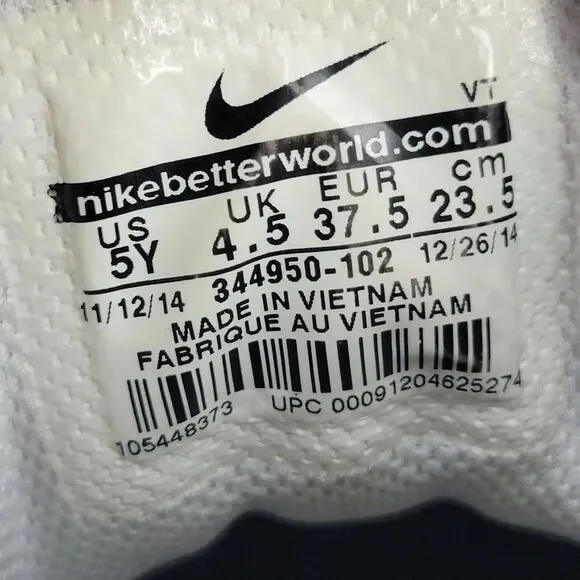 VT
nikebetterworld.com
US UK EUR cm
5Y 4.5 37.5 23.5
11/12/14 344950-102 12/26/14
MADE IN VIETNAM
FABRIQUE AU VIETNAM
105448373 UPC 00091204625274